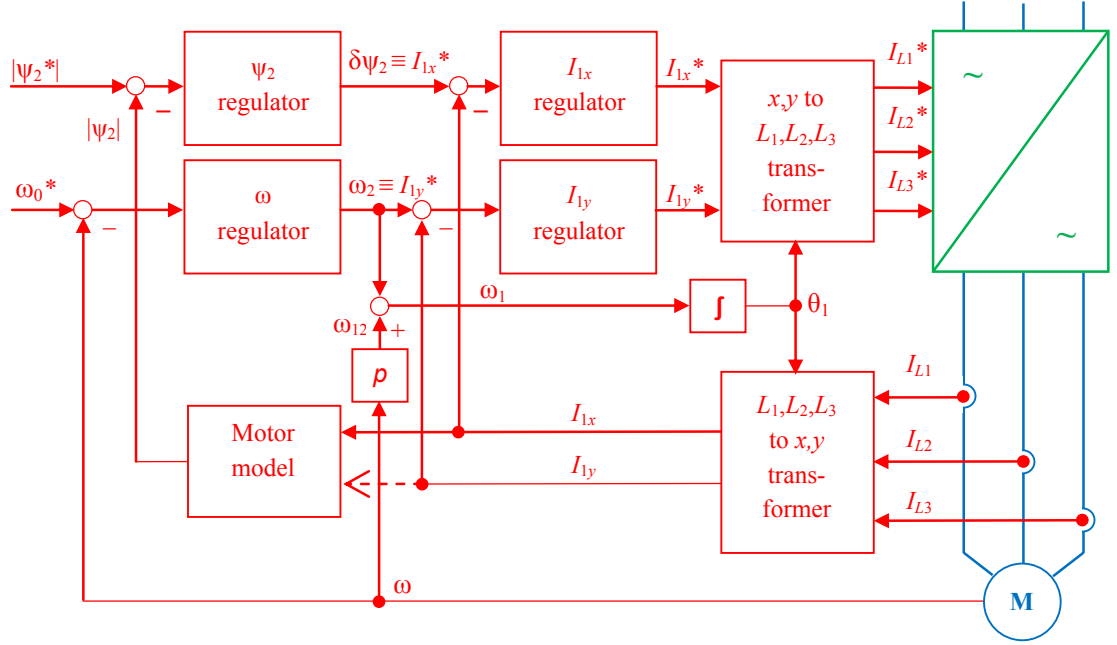 |ψ2*|
ψ2
regulator
δψ2 ≡ I1x*
I1x
regulator
I1x*
x,y to
L1,L2,L3
trans-
former
IL1*
IL2*
IL3*
~
~
−
−
|ψ2|
ω0*
ω
regulator
ω2 ≡ I1y*
I1y
regulator
I1y*
−
−
ω1
∫
θ1
ω12
+
p
Motor
model
I1x
I1y
L1,L2,L3
to x,y
trans-
former
IL1
IL2
IL3
ω
M